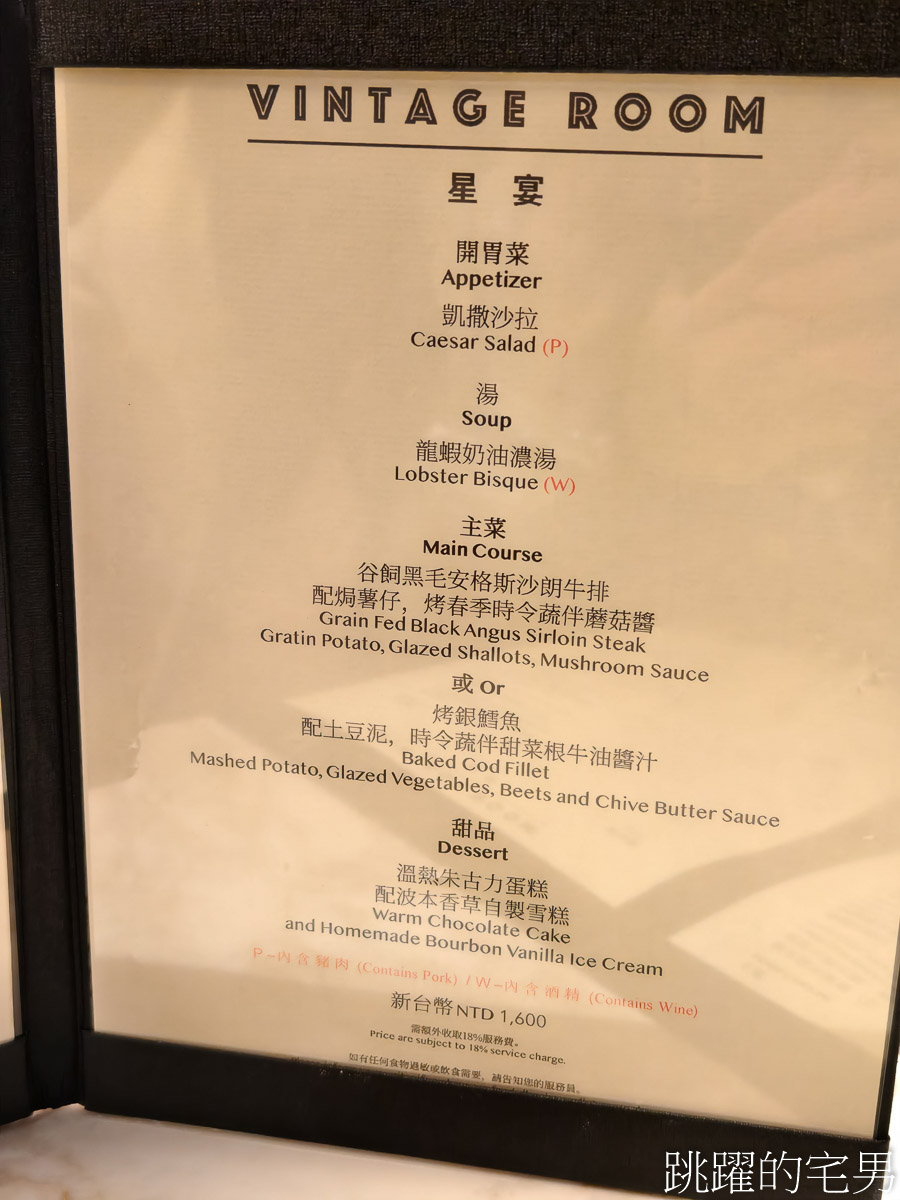 VINTAGE ROOM
星 宴
開胃菜
Appetizer
凱撒沙拉
Caesar Salad (P)
湯
Soup
龍蝦奶油濃湯
Lobster Bisque (W)
主菜
Main Course
谷飼黑毛安格斯沙朗牛排
配焗薯仔，烤春季時令蔬伴蘑菇醬
Grain Fed Black Angus Sirloin Steak
Gratin Potato, Glazed Shallots, Mushroom Sauce
或 Or
烤銀鱈魚
配土豆泥，時令蔬伴甜菜根牛油醬汁
Baked Cod Fillet
Mashed Potato, Glazed Vegetables, Beets and Chive Butter Sauce
甜品
Dessert
溫熱朱古力蛋糕
配波本香草自製雪糕
Warm Chocolate Cake
and Homemade Bourbon Vanilla Ice Cream
P-內含豬肉 (Contains Pork) / W-內含酒精 (Contains Wine)
新台幣NTD 1,600
需額外收取18%服務費。
Price are subject to 18% service charge.
如有任何食物過敏或飲食需要，請告知您的服務員。
跳躍的宅男